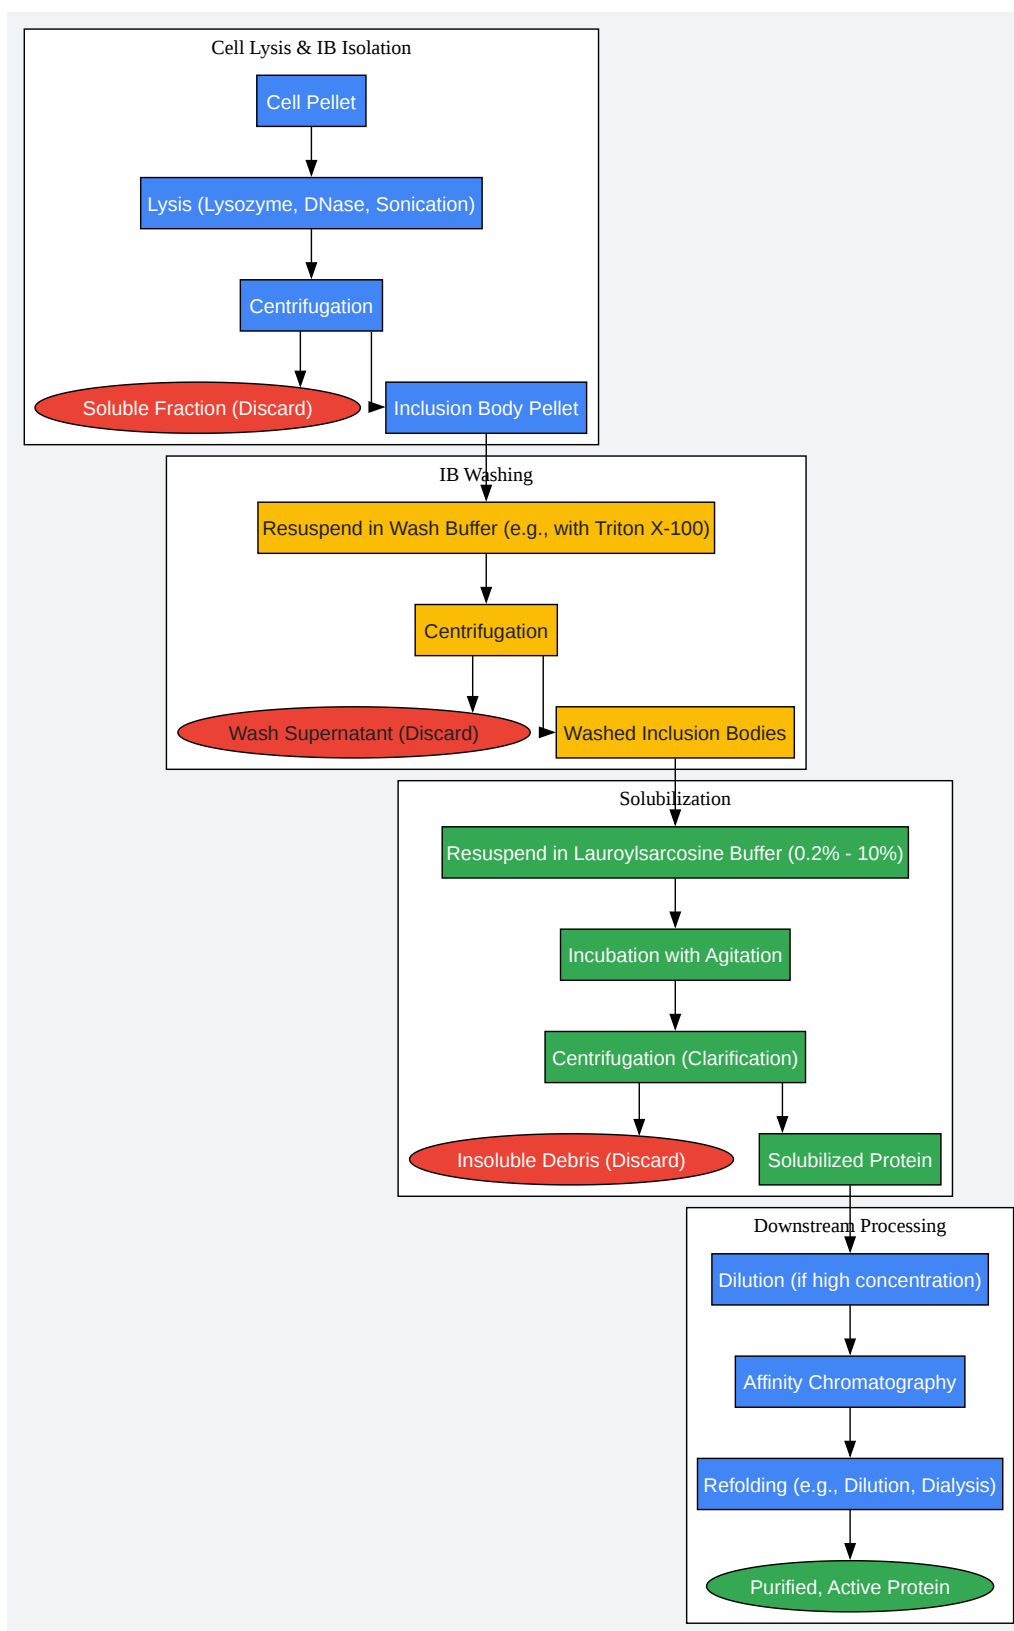 Cell Lysis & IB Isolation
Cell Pellet
Lysis (Lysozyme, DNase, Sonication)
Centrifugation
Soluble Fraction (Discard)
Inclusion Body Pellet
IB Washing
Resuspend in Wash Buffer (e.g., with Triton X-100)
Centrifugation
Wash Supernatant (Discard)
Washed Inclusion Bodies
Solubilization
Resuspend in Lauroylsarcosine Buffer (0.2% - 10%)
Incubation with Agitation
Centrifugation (Clarification)
Insoluble Debris (Discard)
Solubilized Protein
Downstream Processing
Dilution (if high concentration)
Affinity Chromatography
Refolding (e.g., Dilution, Dialysis)
Purified, Active Protein